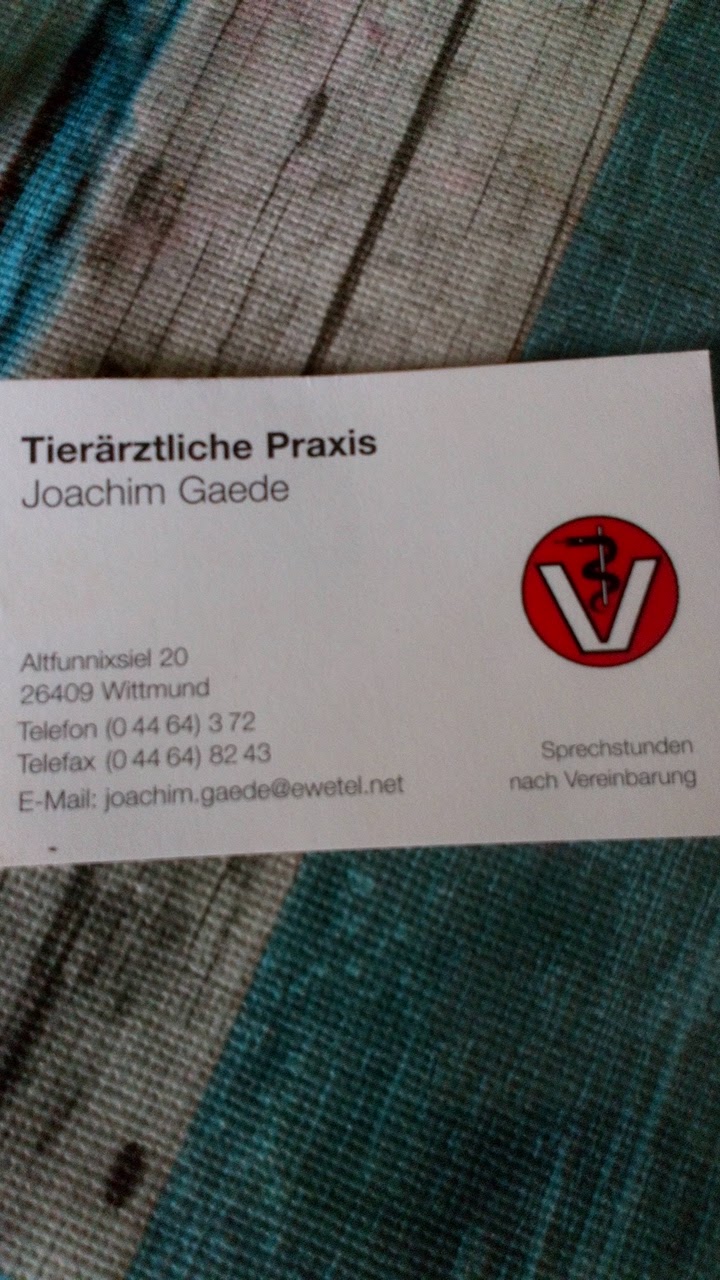 Tierärztliche Praxis
Joachim Gaede
V
Altfunnixsiel 20
26409 Wittmund
Telefon (0 44 64) 3 72
Telefax (0 44 64) 82 43
E-Mail: joachim.gaede@ewetel.net
Sprechstunden
nach Vereinbarung